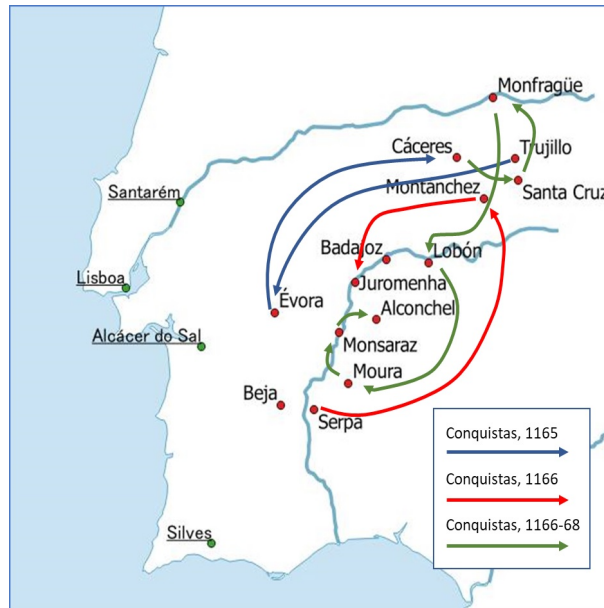 Monfragüe
Cáceres
Trujillo
Montanchez
Santa Cruz
Santarém
Badajoz
Lobón
Lisboa
Juromenha
Évora
Alconchel
Alcácer do Sal
Monsaraz
Moura
Beja
Serpa
Conquistas, 1165
Conquistas, 1166
Conquistas, 1166-68
Silves